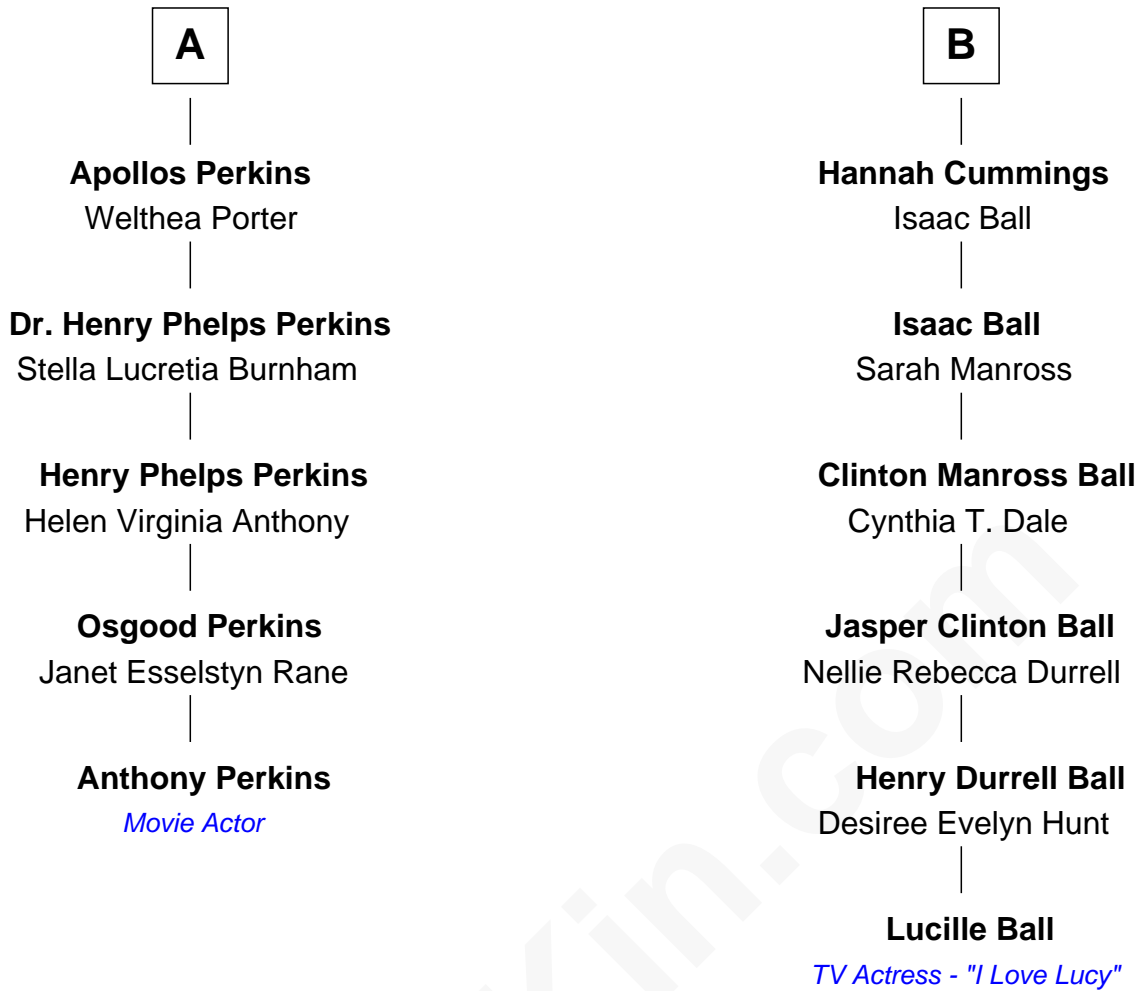 A
Apollos Perkins
Welthea Porter
Dr. Henry Phelps Perkins
Stella Lucretia Burnham
Henry Phelps Perkins
Helen Virginia Anthony
Osgood Perkins
Janet Esselstyn Rane
Anthony Perkins
Movie Actor
B
Hannah Cummings
Isaac Ball
Isaac Ball
Sarah Manross
Clinton Manross Ball
Cynthia T. Dale
Jasper Clinton Ball
Nellie Rebecca Durrell
Henry Durrell Ball
Desiree Evelyn Hunt
Lucille Ball
TV Actress - "I Love Lucy"